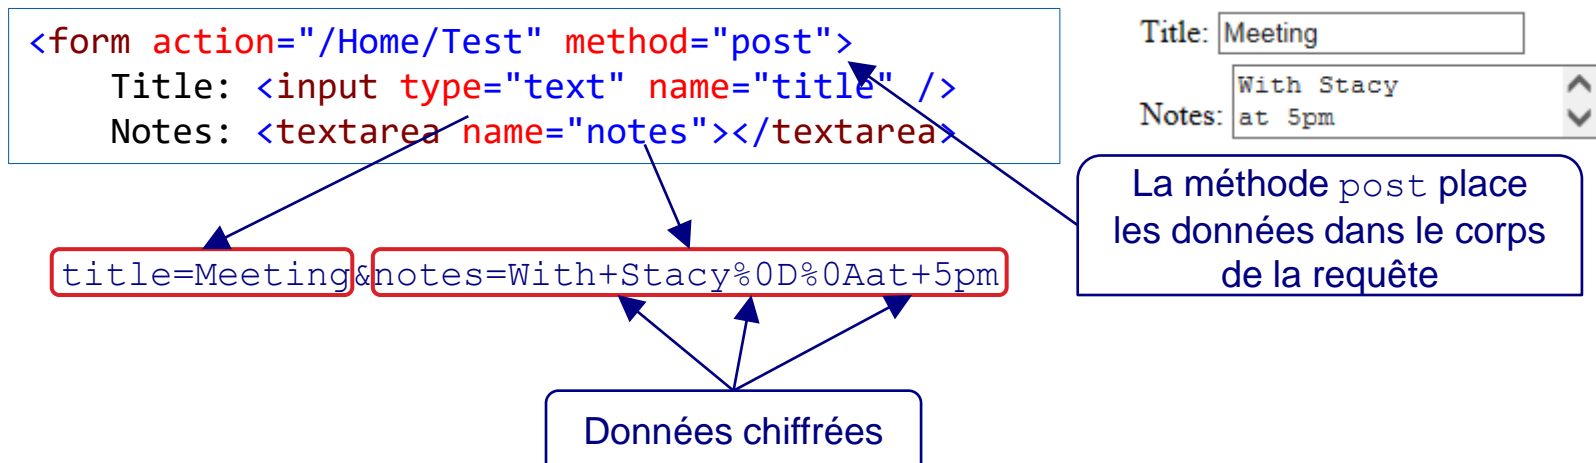 <form action="/Home/Test" method="post">
Title: <input type="text" name="title" />
Notes: <textarea name="notes"></textarea>
Title: Meeting
With Stacy
Notes: at 5pm
La méthode post place
les données dans le corps
de la requête
title=Meeting&notes=With+Stacy%0D%0Aat+5pm
Données chiffrées